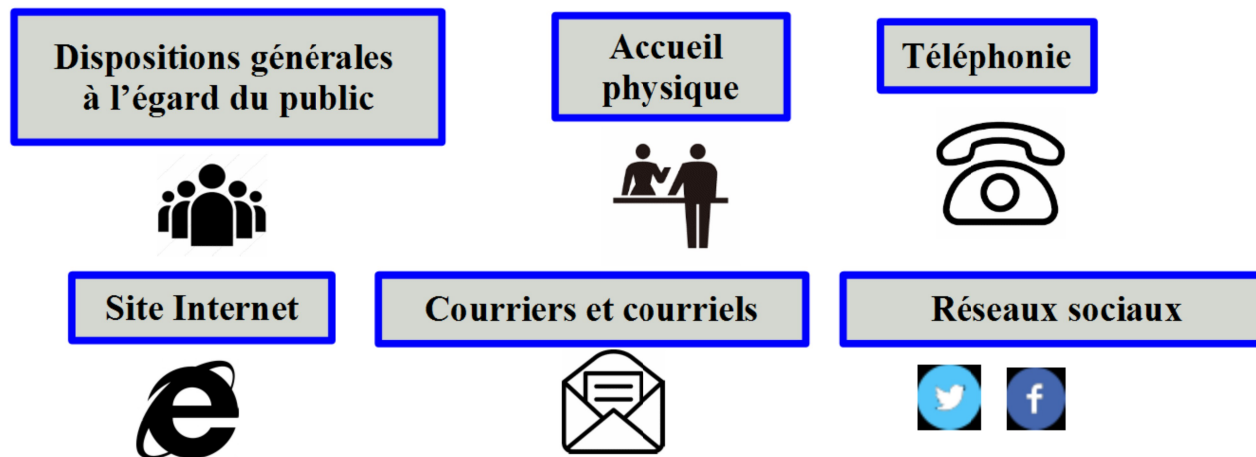 Dispositions générales
à l’égard du public
Accueil
physique
Téléphonie
Site Internet
Courriers et courriels
Réseaux sociaux